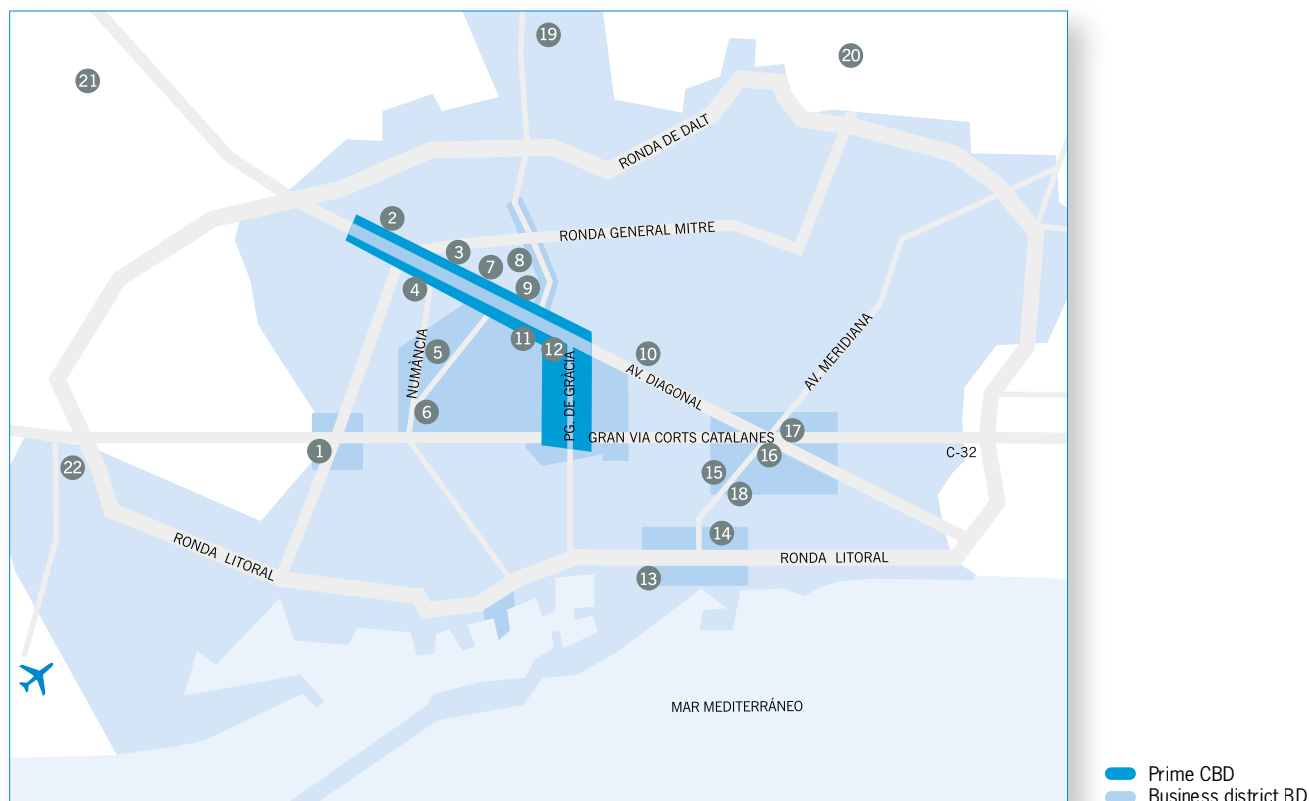 19
20
21
RONDA DE DALT
2
RONDA GENERAL MITRE
3
8
7
4
9
11
12
10
NUMÀNCIA
5
PG. DE GRÀCIA
AV. DIAGONAL
AV. MERIDIANA
6
17
GRAN VIA CORTS CATALANES
1
16
C-32
22
15
18
14
RONDA LITORAL
RONDA LITORAL
13
MAR MEDITERRÁNEO
Prime CBD
Business district BD